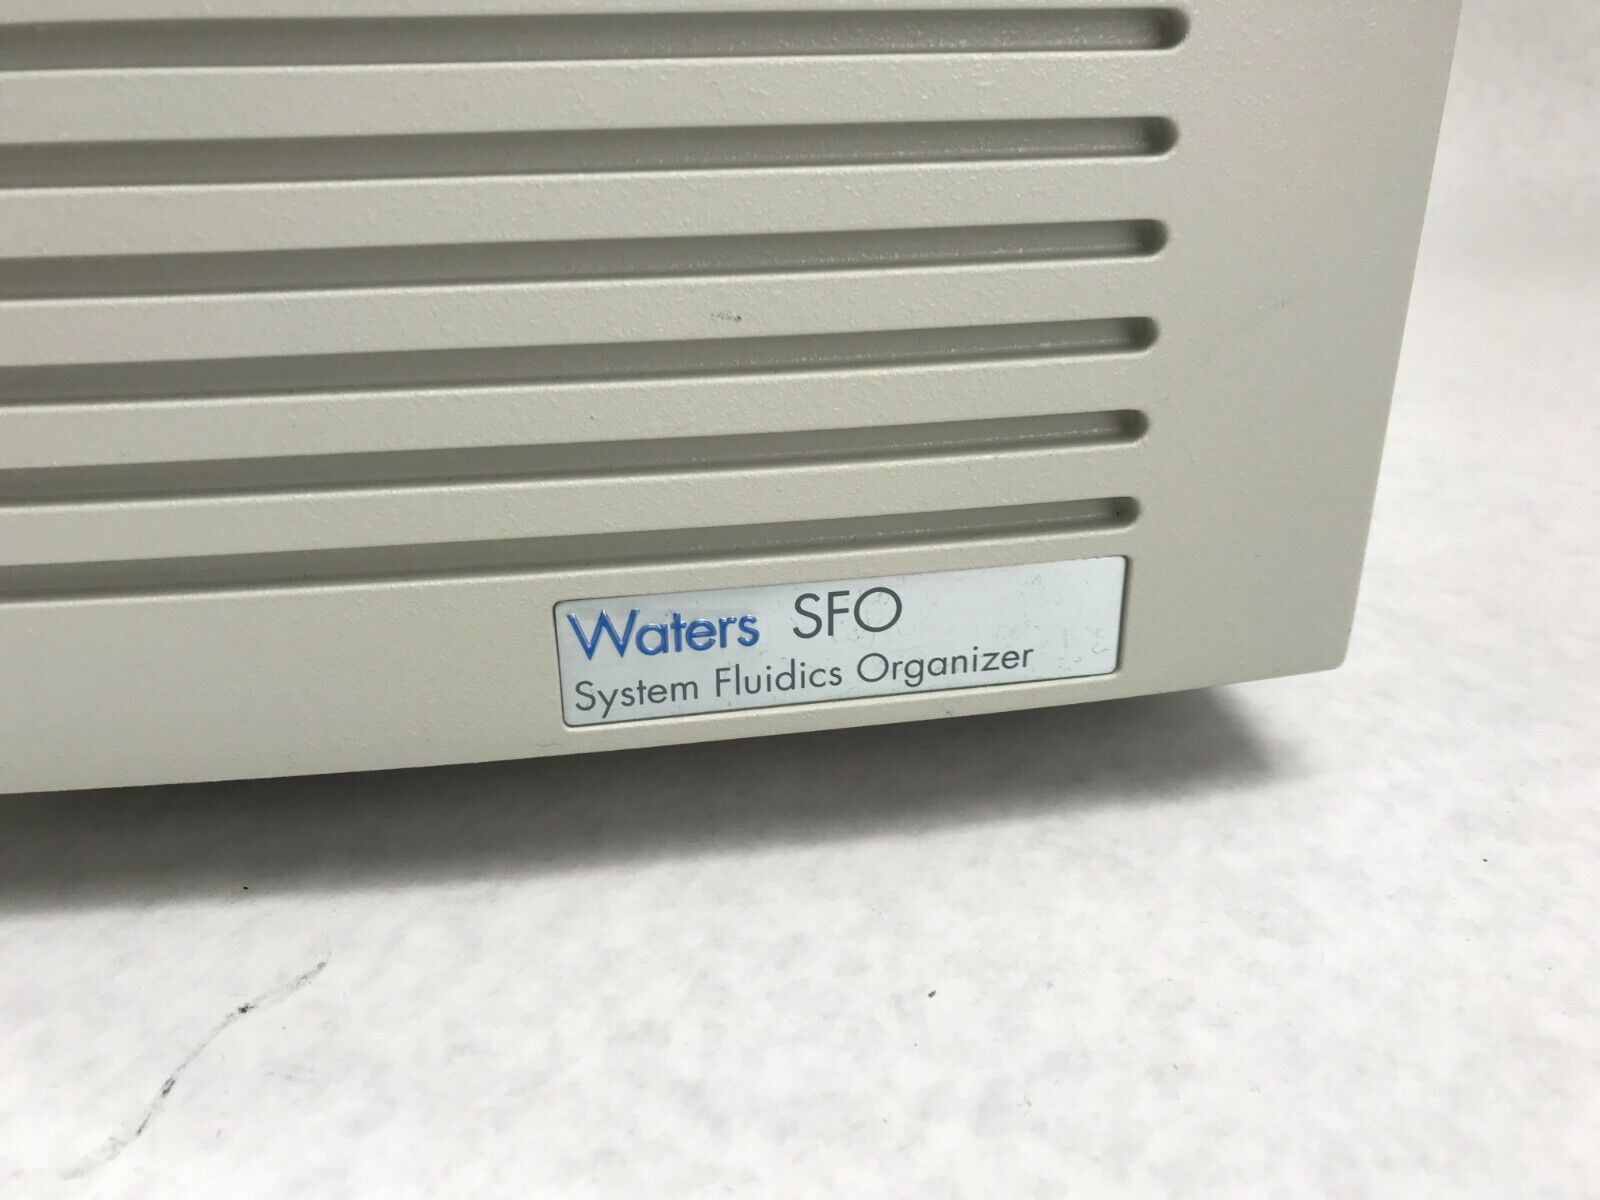 Waters SFO
System Fluidics Organizer